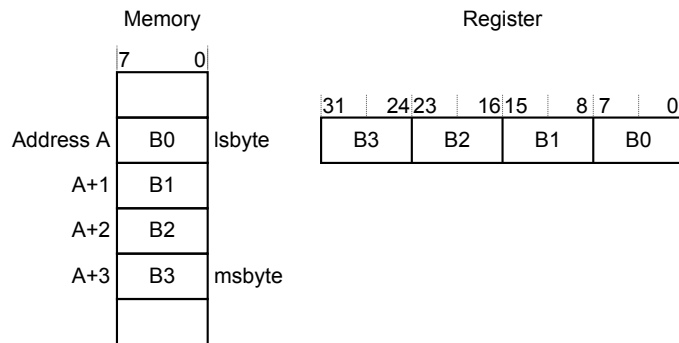 Memory Register
7 0
31 24 23 16 15 8 7 0
Address A B0 lsbyte B3 B2 B1 B0
A+1 B1
A+2 B2
A+3 B3 msbyte